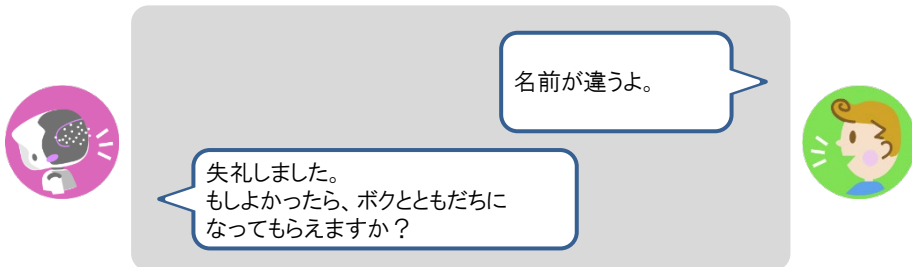 名前が違うよ。
失礼しました。
もしよかったら、ボクとともだちに
なってもらえますか？